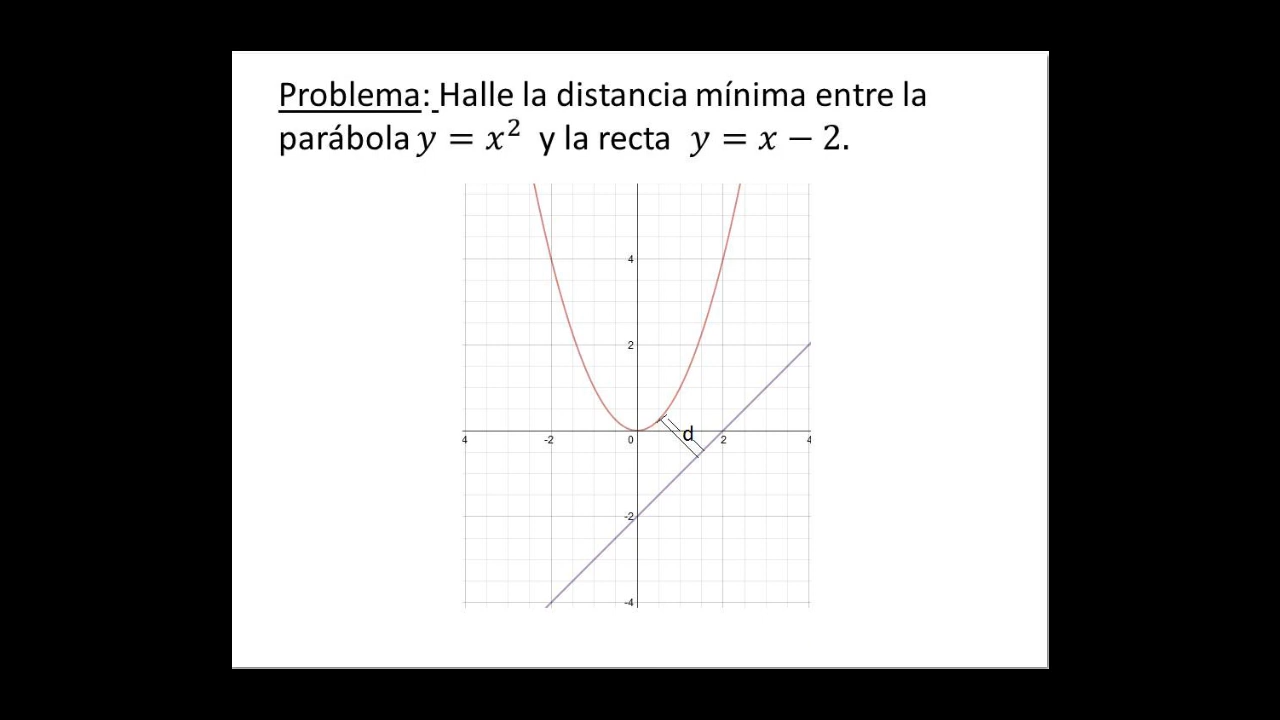 Problema: Halle la distancia mínima entre la
parábola y = x² y la recta y = x − 2.
4
2
d
4 -2 0 2 4
-2
-4